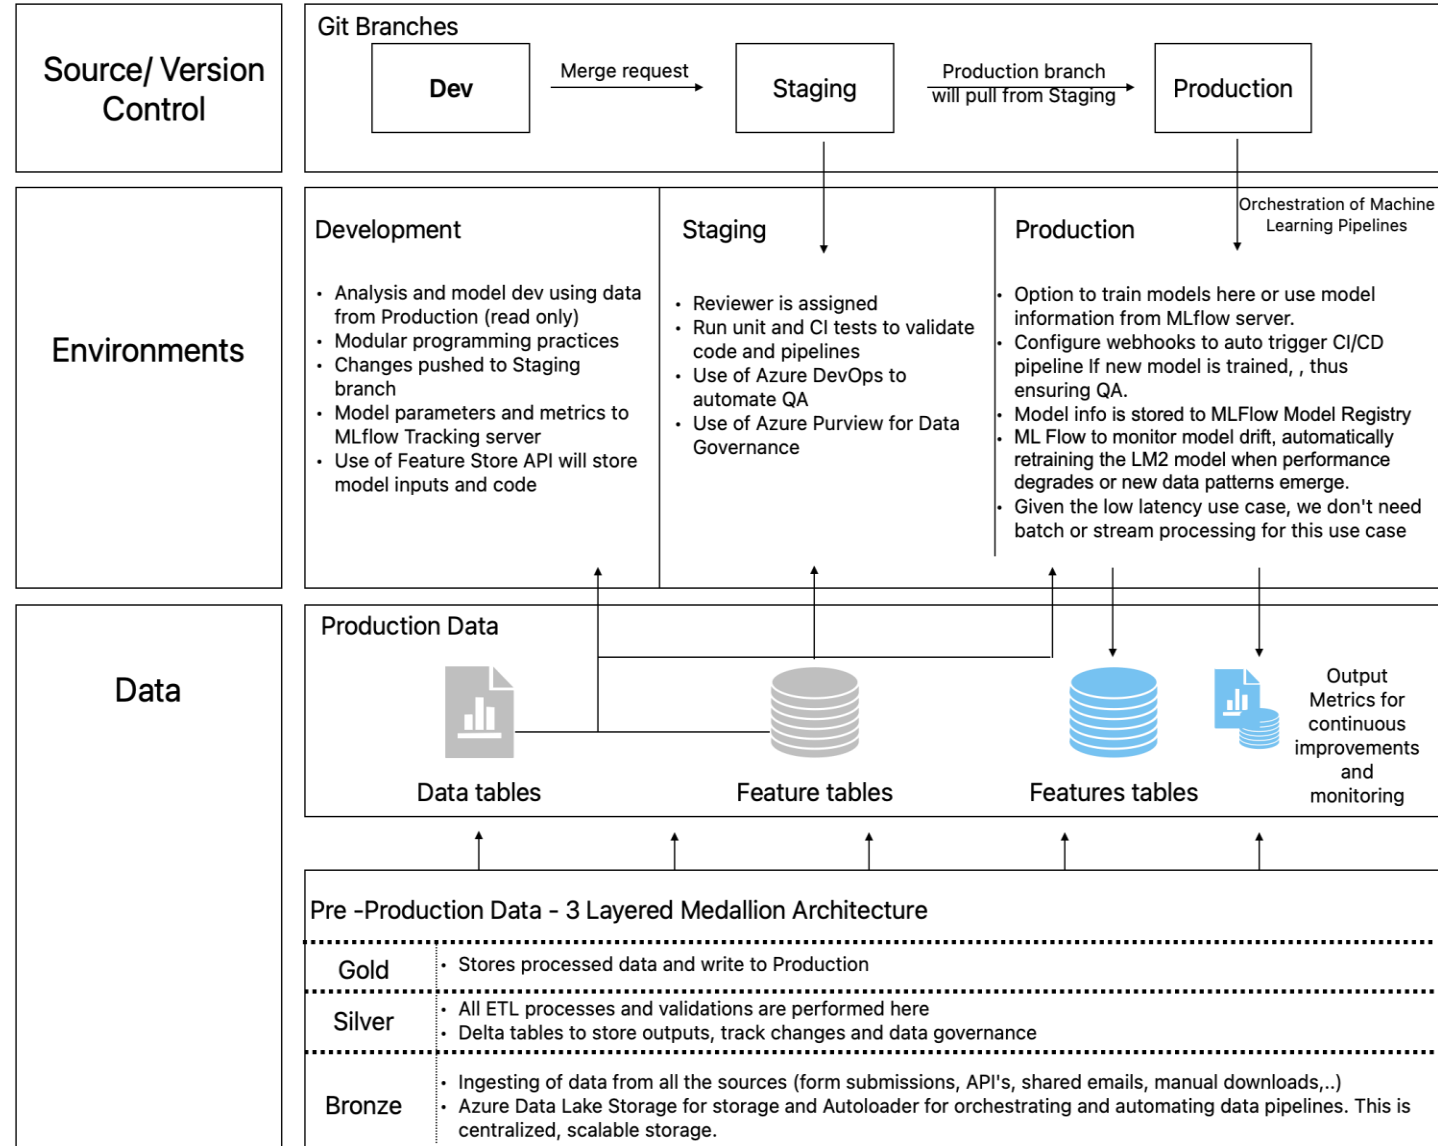 Source/ Version
Control
Git Branches
Dev
Merge request
Staging
Production branch
will pull from Staging
Production
Environments
Development
• Analysis and model dev using data
from Production (read only)
• Modular programming practices
• Changes pushed to Staging
branch
• Model parameters and metrics to
MLflow Tracking server
• Use of Feature Store API will store
model inputs and code
Staging
• Reviewer is assigned
• Run unit and CI tests to validate
code and pipelines
• Use of Azure DevOps to
automate QA
• Use of Azure Purview for Data
Governance
Orchestration of Machine
Learning Pipelines
Production
• Option to train models here or use model
information from MLflow server.
• Configure webhooks to auto trigger CI/CD
pipeline If new model is trained, , thus
ensuring QA.
• Model info is stored to MLFlow Model Registry
• ML Flow to monitor model drift, automatically
retraining the LM2 model when performance
degrades or new data patterns emerge.
• Given the low latency use case, we don't need
batch or stream processing for this use case
Data
Production Data
Data tables
Feature tables
Features tables
Output
Metrics for
continuous
improvements
and
monitoring
Pre -Production Data - 3 Layered Medallion Architecture
Gold
• Stores processed data and write to Production
Silver
• All ETL processes and validations are performed here
• Delta tables to store outputs, track changes and data governance
Bronze
• Ingesting of data from all the sources (form submissions, API's, shared emails, manual downloads,..)
• Azure Data Lake Storage for storage and Autoloader for orchestrating and automating data pipelines. This is
centralized, scalable storage.